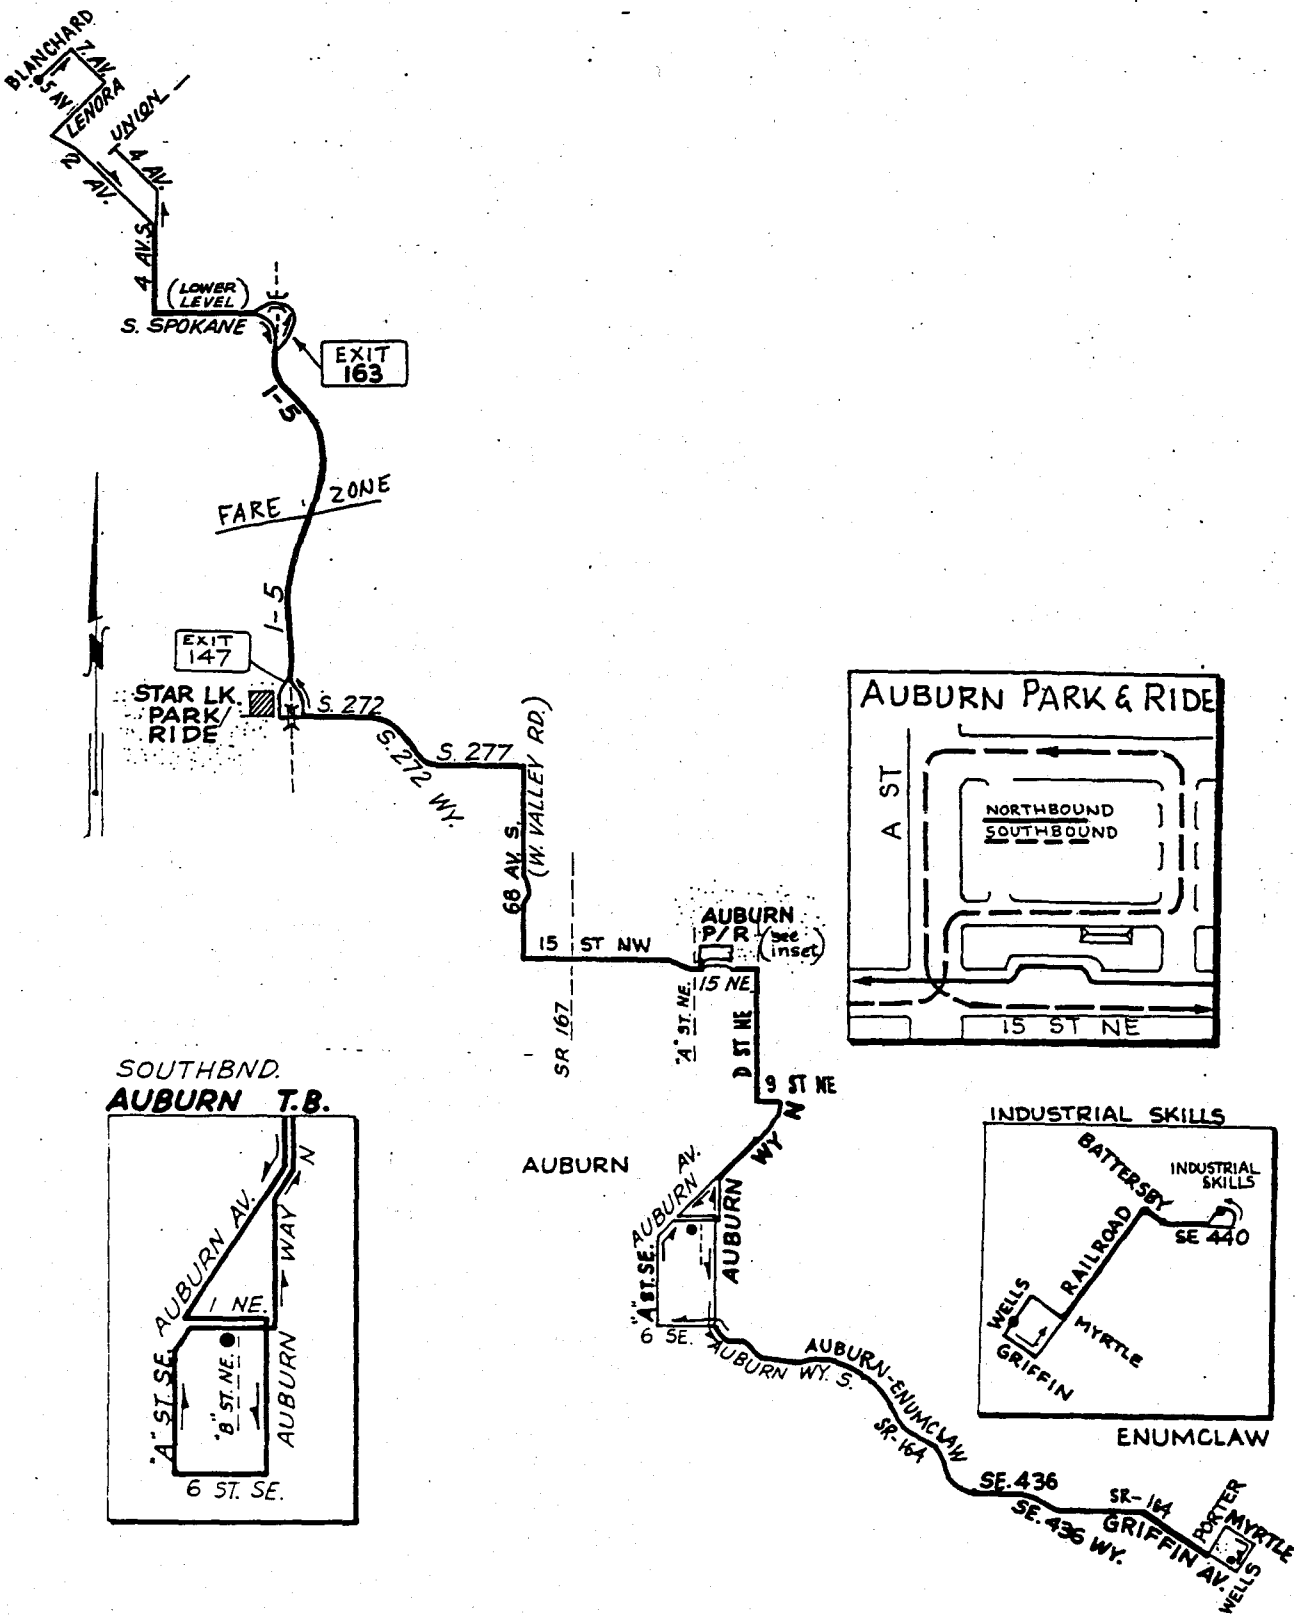 BLANCHARD
7 AV.
5 AV
LENORA
UNION
2 AV.
4 AV.
4 AV.S.
(LOWER
LEVEL)
S. SPOKANE
EXIT
163
I-5
FARE ZONE
I-5
EXIT
147
STAR LK.
PARK/
RIDE
S. 272
S. 272 WY.
S. 277
68 AV. S.
(W. VALLEY RD.)
15 ST NW
SR 167
AUBURN
P/R (see
inset)
15 NE
"A" ST. NE.
D ST NE
9 ST NE
AUBURN WY N
AUBURN
AUBURN AV.
"A" ST. SE.
6 SE.
AUBURN WY. S.
AUBURN-ENUMCLAW
SR-164
SE. 436
SE. 436 WY.
SR-164
GRIFFIN AV.
PORTER
MYRTLE
WELLS
AUBURN PARK & RIDE
A ST
NORTHBOUND
SOUTHBOUND
15 ST NE
SOUTHBND.
AUBURN T.B.
AUBURN AV.
AUBURN WAY N
1 NE.
"A" ST. SE.
"B" ST. NE.
6 ST. SE.
INDUSTRIAL SKILLS
BATTERSBY
INDUSTRIAL
SKILLS
SE 440
RAILROAD
WELLS
MYRTLE
GRIFFIN
ENUMCLAW